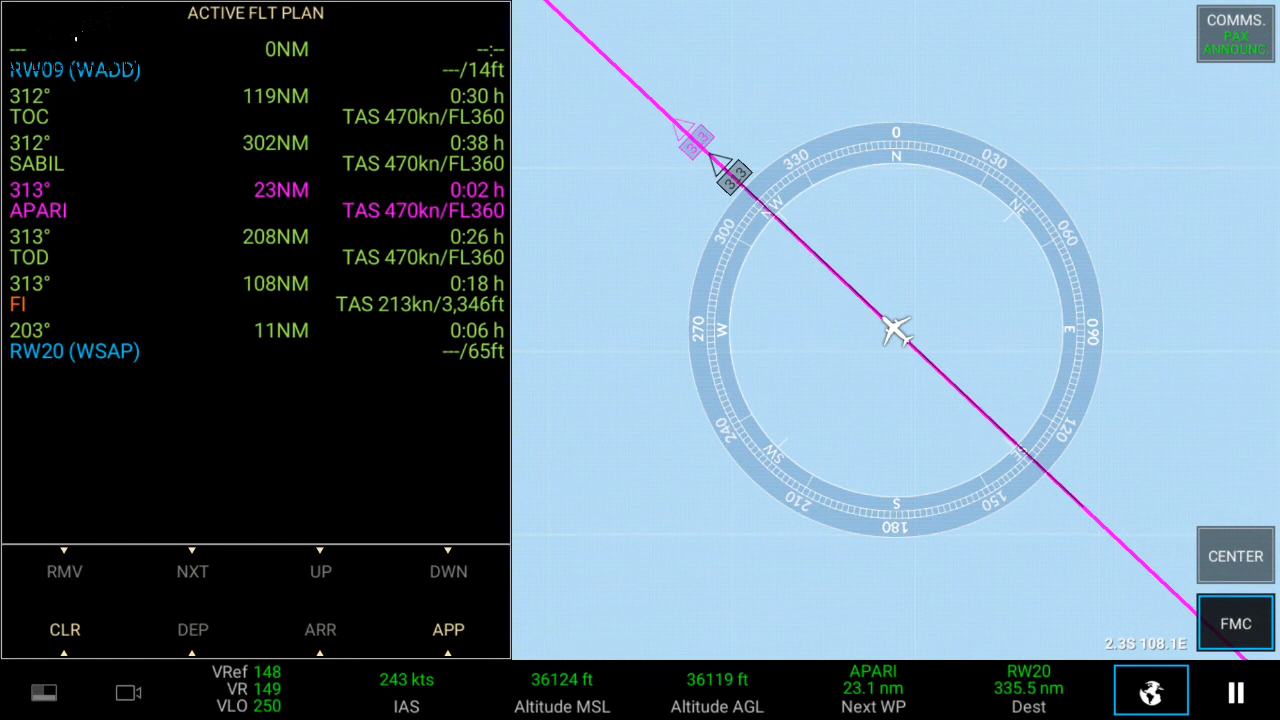 ACTIVE FLT PLAN
--- 0NM --:--
RW09 (WADD) ---/14ft
312° 119NM 0:30 h
TOC TAS 470kn/FL360
312° 302NM 0:38 h
SABIL TAS 470kn/FL360
313° 23NM 0:02 h
APARI TAS 470kn/FL360
313° 208NM 0:26 h
TOD TAS 470kn/FL360
313° 108NM 0:18 h
FI TAS 213kn/3,346ft
203° 11NM 0:06 h
RW20 (WSAP) ---/65ft
RMV NXT UP DWN
CLR DEP ARR APP
COMMS.
PAX
ANNOUNC.
313
313
0
N
030
NE
060
090
E
120
SE
150
180
S
210
SW
240
270
W
300
NW
330
CENTER
FMC
2.3S 108.1E
VRef 148
VR 149
VLO 250
243 kts
IAS
36124 ft
Altitude MSL
36119 ft
Altitude AGL
APARI
23.1 nm
Next WP
RW20
335.5 nm
Dest